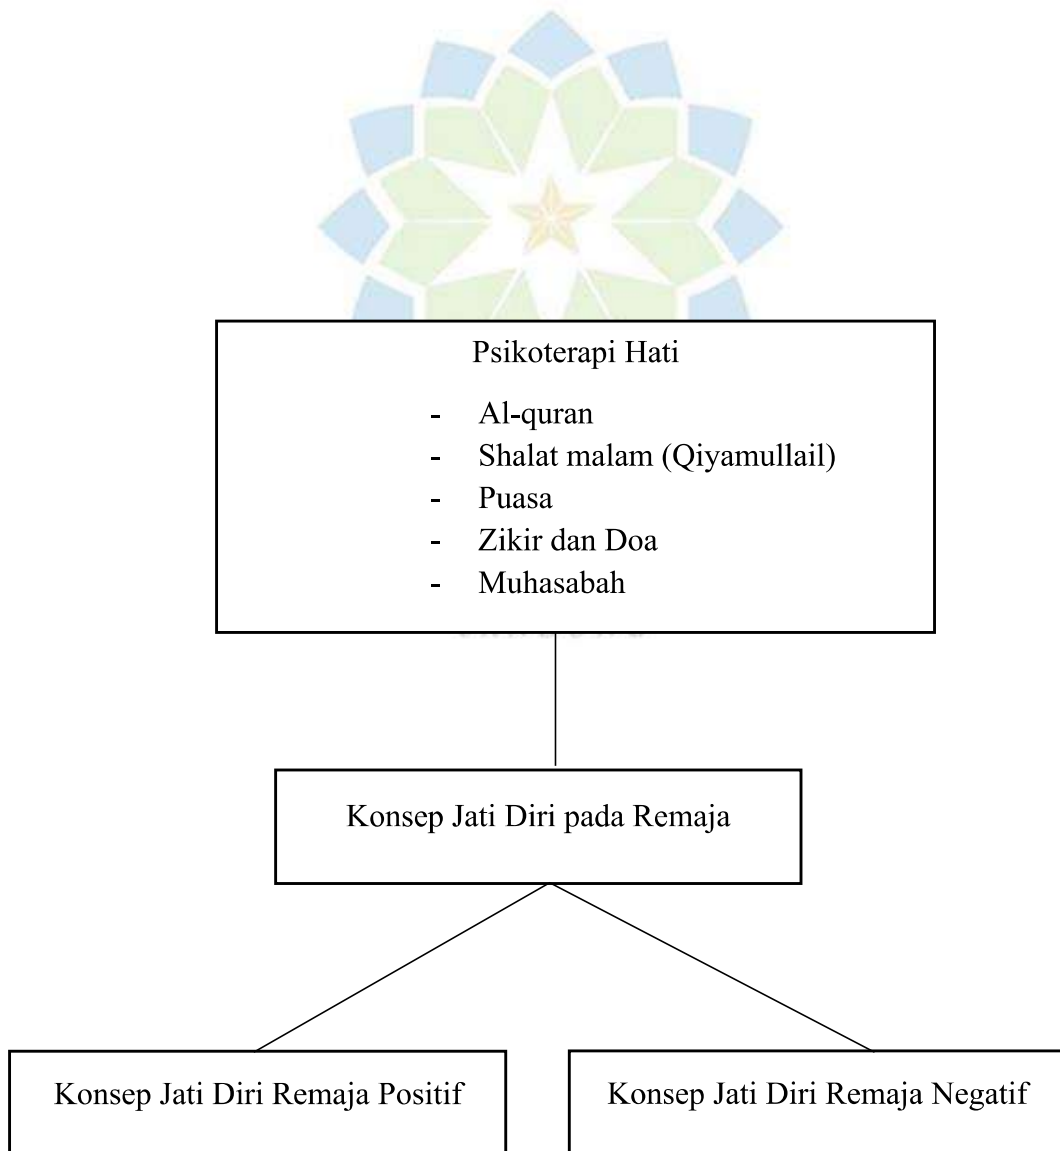 Psikoterapi Hati
- Al-quran
- Shalat malam (Qiyamullail)
- Puasa
- Zikir dan Doa
- Muhasabah
Konsep Jati Diri pada Remaja
Konsep Jati Diri Remaja Positif
Konsep Jati Diri Remaja Negatif